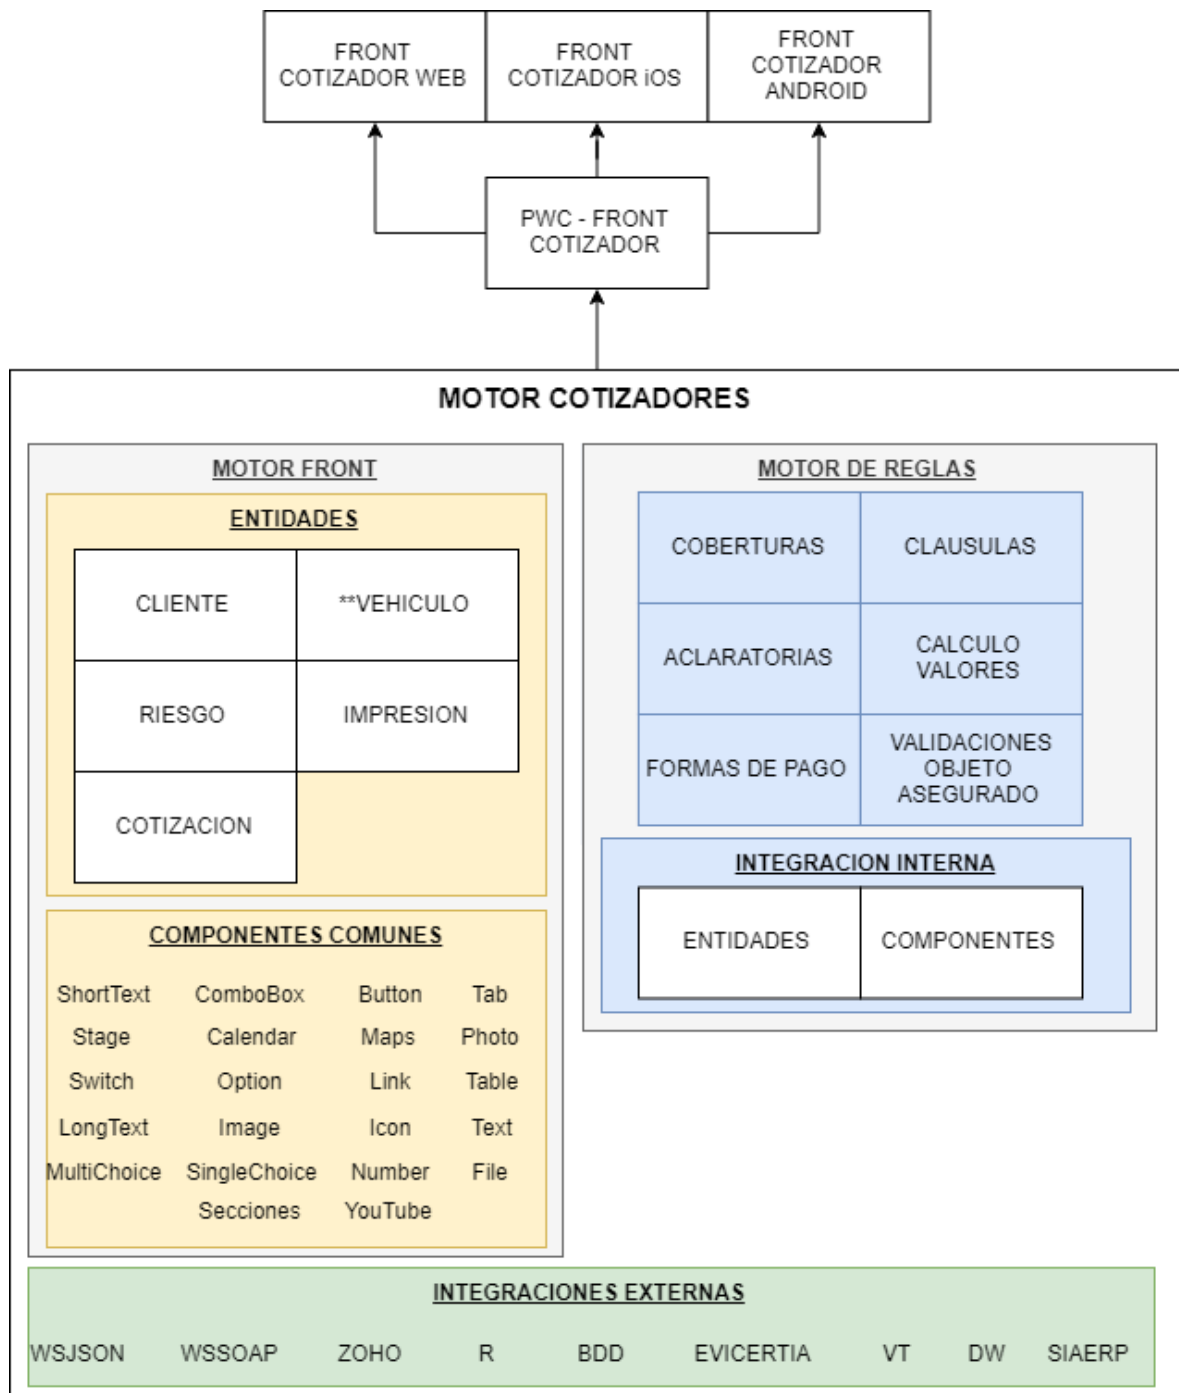 FRONT
COTIZADOR WEB
FRONT
COTIZADOR iOS
FRONT
COTIZADOR
ANDROID
PWC - FRONT
COTIZADOR
MOTOR COTIZADORES
MOTOR FRONT
ENTIDADES
CLIENTE
**VEHICULO
RIESGO
IMPRESION
COTIZACION
COMPONENTES COMUNES
ShortText
ComboBox
Button
Tab
Stage
Calendar
Maps
Photo
Switch
Option
Link
Table
LongText
Image
Icon
Text
MultiChoice
SingleChoice
Number
File
Secciones
YouTube
MOTOR DE REGLAS
COBERTURAS
CLAUSULAS
ACLARATORIAS
CALCULO
VALORES
FORMAS DE PAGO
VALIDACIONES
OBJETO
ASEGURADO
INTEGRACION INTERNA
ENTIDADES
COMPONENTES
INTEGRACIONES EXTERNAS
WSJSON
WSSOAP
ZOHO
R
BDD
EVICERTIA
VT
DW
SIAERP